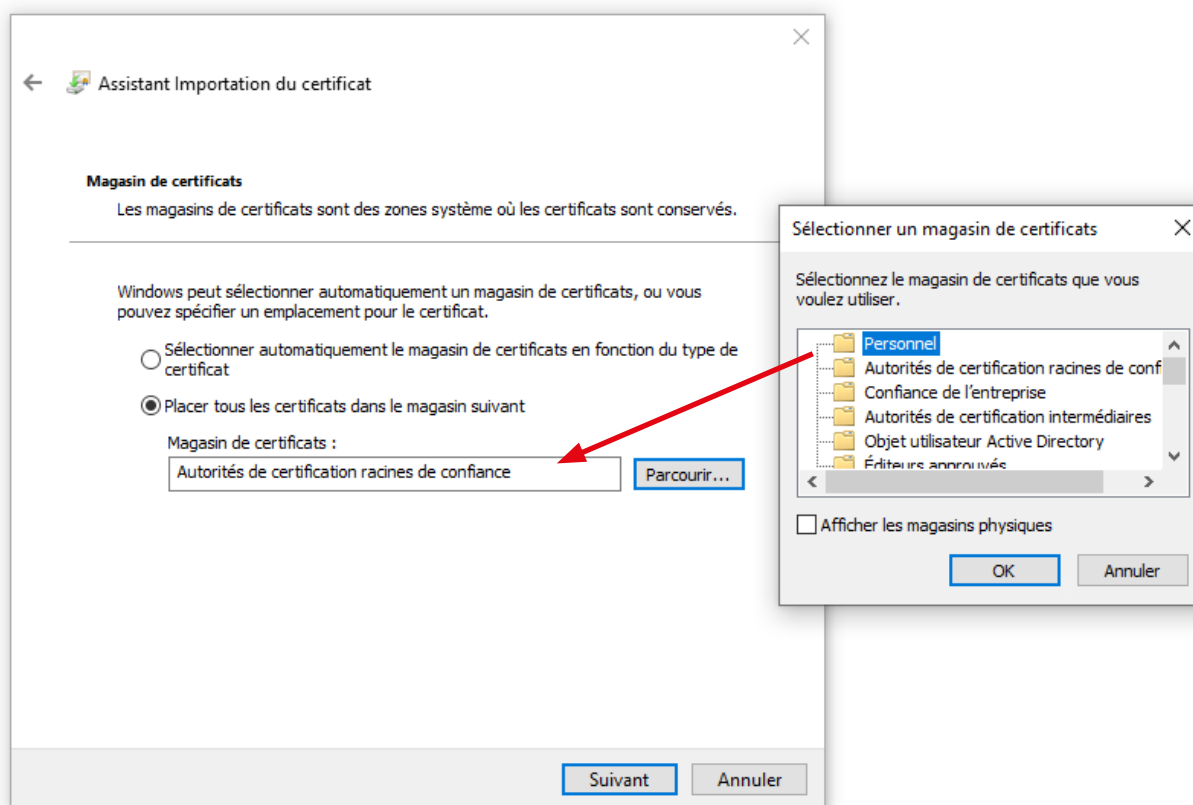 Assistant Importation du certificat
Magasin de certificats
Les magasins de certificats sont des zones système où les certificats sont conservés.
Windows peut sélectionner automatiquement un magasin de certificats, ou vous
pouvez spécifier un emplacement pour le certificat.
Sélectionner automatiquement le magasin de certificats en fonction du type de
certificat
Placer tous les certificats dans le magasin suivant
Magasin de certificats :
Autorités de certification racines de confiance
Parcourir...
Suivant
Annuler
Sélectionner un magasin de certificats
Sélectionnez le magasin de certificats que vous
voulez utiliser.
Personnel
Autorités de certification racines de conf
Confiance de l’entreprise
Autorités de certification intermédiaires
Objet utilisateur Active Directory
Éditeurs approuvés
Afficher les magasins physiques
OK
Annuler